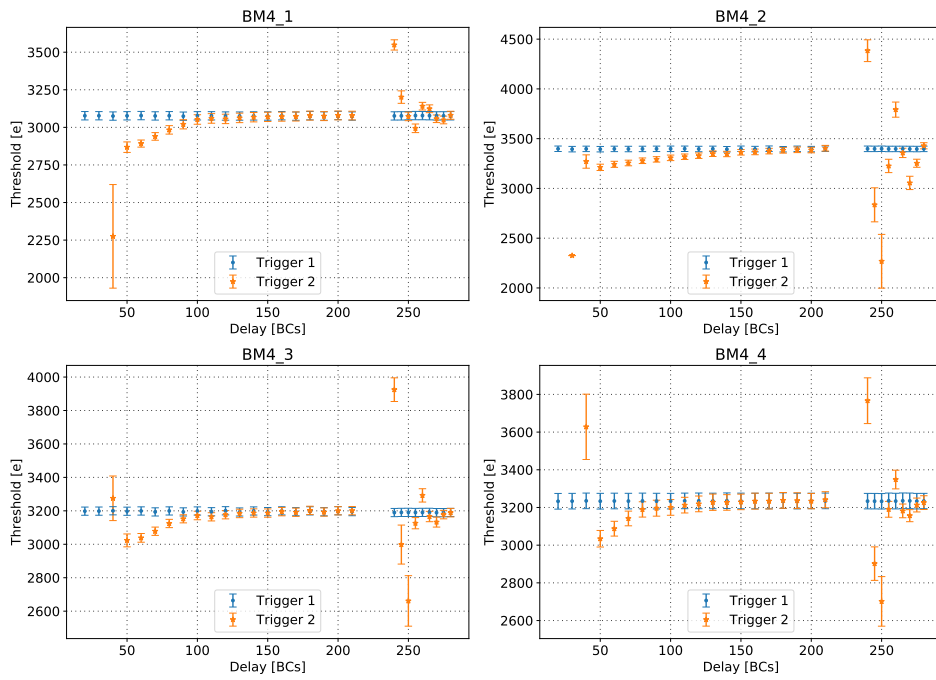 BM4_1
3500
3250
3000
2750
2500
2250
2000
Threshold [e]
50 100 150 200 250
Delay [BCs]
Trigger 1
Trigger 2
BM4_2
4500
4000
3500
3000
2500
2000
Threshold [e]
50 100 150 200 250
Delay [BCs]
Trigger 1
Trigger 2
BM4_3
4000
3800
3600
3400
3200
3000
2800
2600
Threshold [e]
50 100 150 200 250
Delay [BCs]
Trigger 1
Trigger 2
BM4_4
3800
3600
3400
3200
3000
2800
2600
Threshold [e]
50 100 150 200 250
Delay [BCs]
Trigger 1
Trigger 2